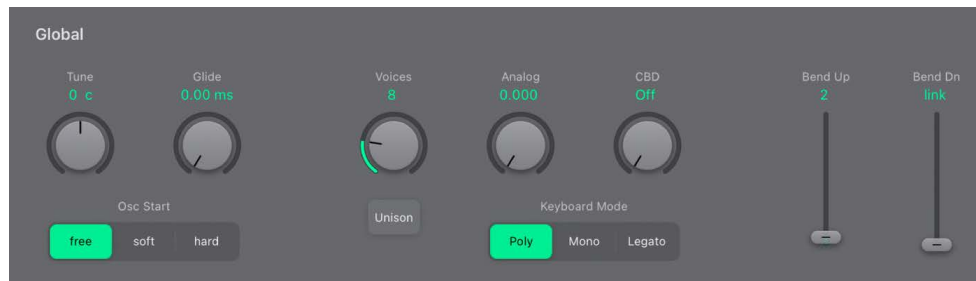 Global
Tune Glide Voices Analog CBD Bend Up Bend Dn
0 c 0.00 ms 8 0.000 Off 2 link
Osc Start Keyboard Mode
free soft hard Unison Poly Mono Legato